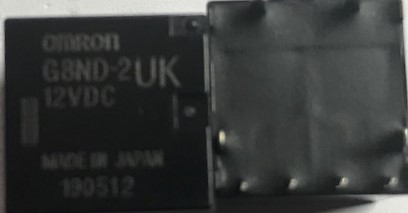 omron
G8ND-2UK
12VDC
MADE IN JAPAN
190512